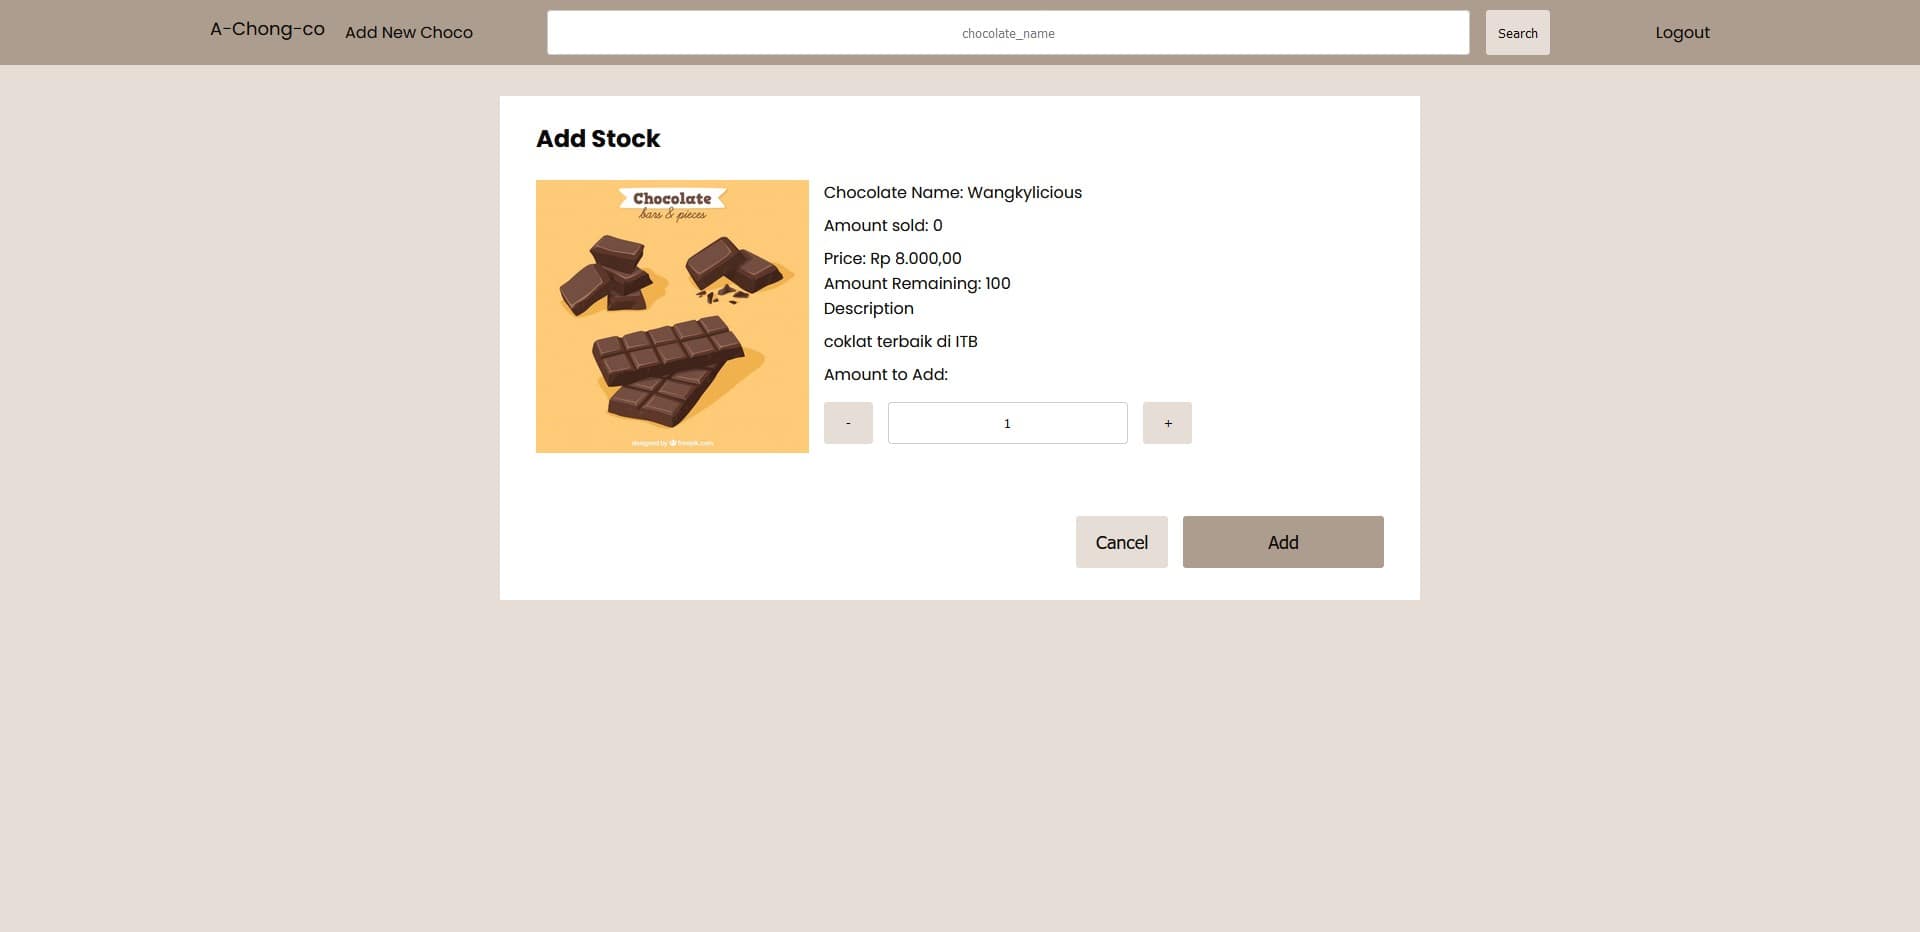 A-Chong-co
Add New Choco
chocolate_name
Search
Logout
Add Stock
Chocolate
bars & pieces
designed by freepik.com
Chocolate Name: Wangkylicious
Amount sold: 0
Price: Rp 8.000,00
Amount Remaining: 100
Description
coklat terbaik di ITB
Amount to Add:
-
1
+
Cancel
Add